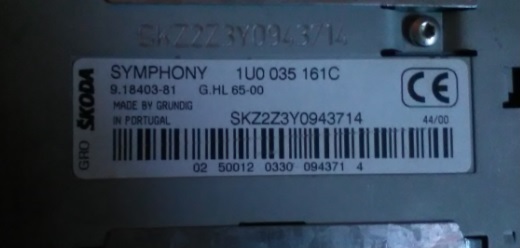 SKZ2Z3Y0943714
GRD ŠKODA
SYMPHONY 1U0 035 161C
9.18403-81 G.HL 65-00
MADE BY GRUNDIG
IN PORTUGAL SKZ2Z3Y0943714
CE
44/00
02 50012 0330 094371 4